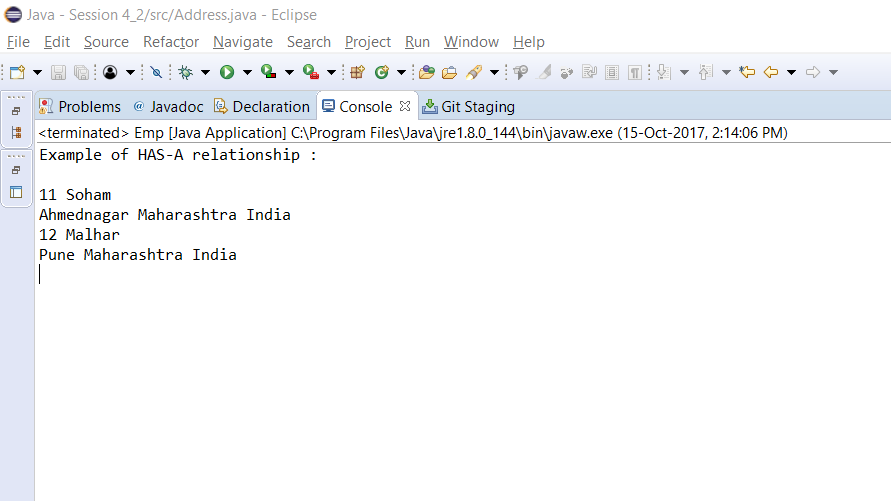 Java - Session 4_2/src/Address.java - Eclipse
File Edit Source Refactor Navigate Search Project Run Window Help
Problems @ Javadoc Declaration Console Git Staging
<terminated> Emp [Java Application] C:\Program Files\Java\jre1.8.0_144\bin\javaw.exe (15-Oct-2017, 2:14:06 PM)
Example of HAS-A relationship :
11 Soham
Ahmednagar Maharashtra India
12 Malhar
Pune Maharashtra India